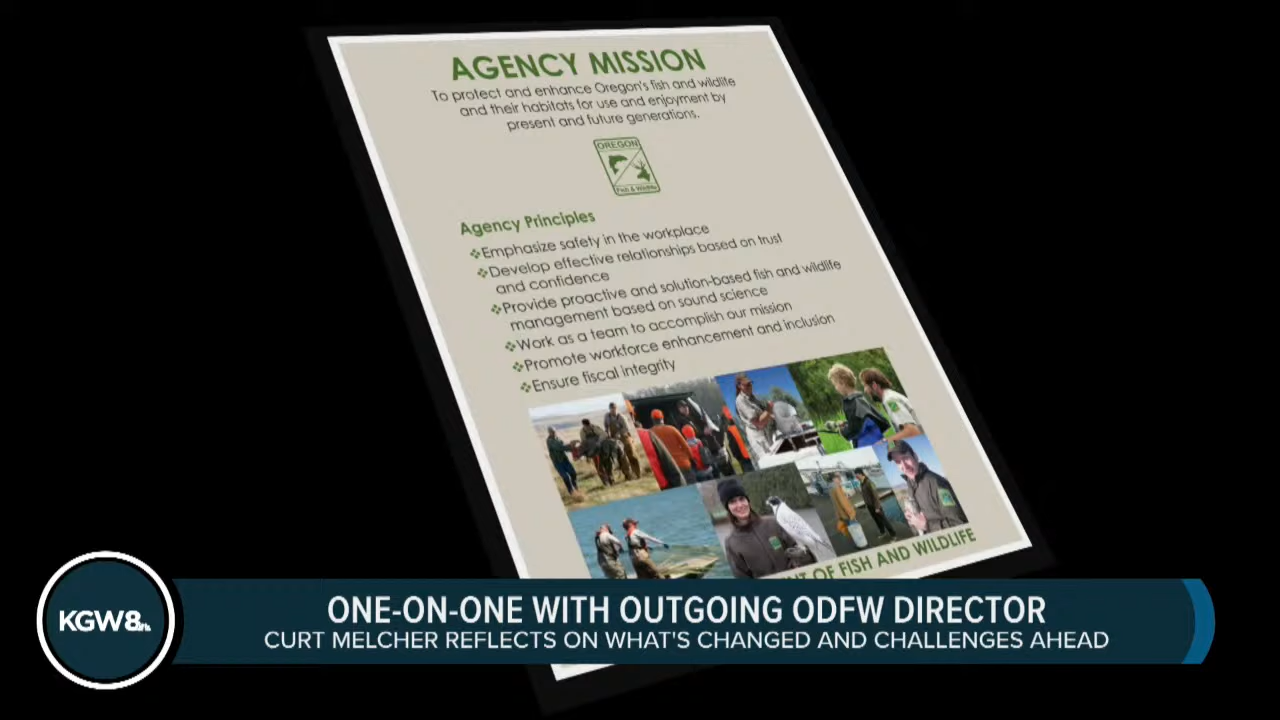 AGENCY MISSION
To protect and enhance Oregon's fish and wildlife
and their habitats for use and enjoyment by
present and future generations.
OREGON
Fish & Wildlife
Agency Principles
❖Emphasize safety in the workplace
❖Develop effective relationships based on trust
and confidence
❖Provide proactive and solution-based fish and wildlife
management based on sound science
❖Work as a team to accomplish our mission
❖Promote workforce enhancement and inclusion
❖Ensure fiscal integrity
OF FISH AND WILDLIFE
KGW8
ONE-ON-ONE WITH OUTGOING ODFW DIRECTOR
CURT MELCHER REFLECTS ON WHAT'S CHANGED AND CHALLENGES AHEAD